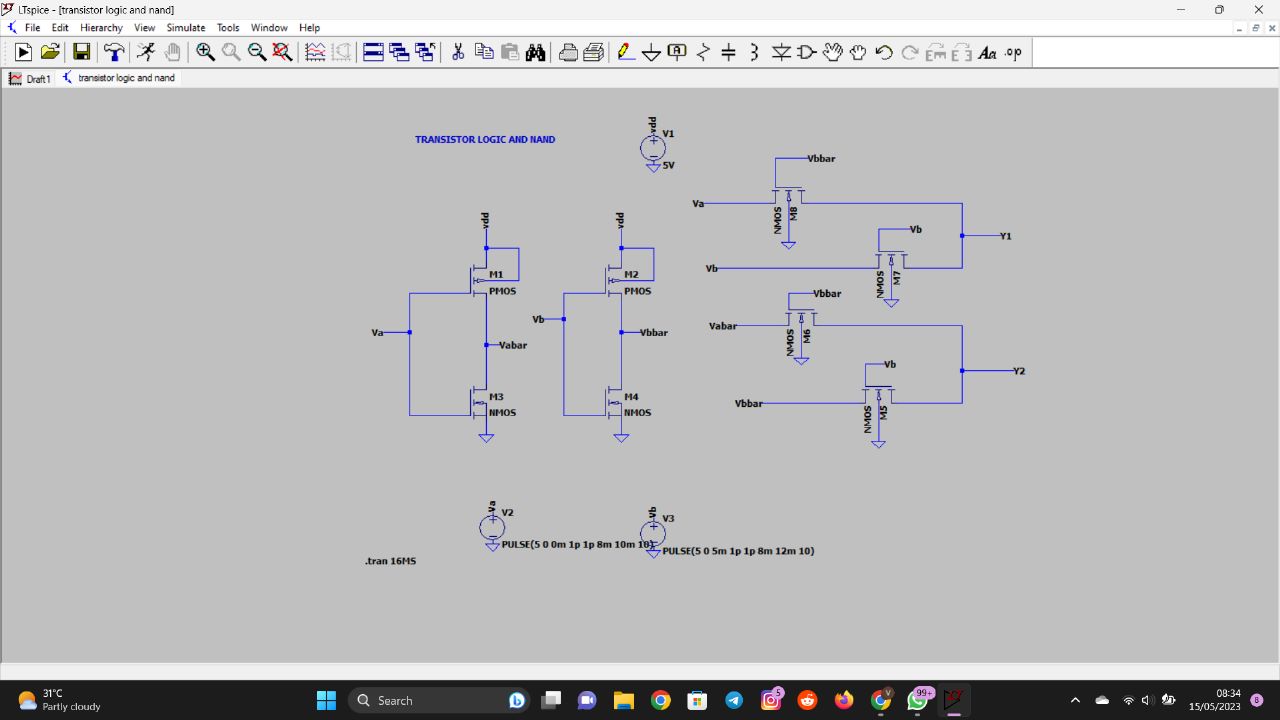 LTspice - [transistor logic and nand]
File Edit Hierarchy View Simulate Tools Window Help
Draft1 transistor logic and nand
TRANSISTOR LOGIC AND NAND
vdd
V1
5V
Vbbar
Va
M8
NMOS
Vb
Y1
Vb
M7
NMOS
Vbbar
Vabar
M6
NMOS
Vb
Y2
Vbbar
M5
NMOS
vdd
M1
PMOS
Va
Vabar
M3
NMOS
vdd
M2
PMOS
Vb
Vbbar
M4
NMOS
Va
V2
PULSE(5 0 0m 1p 1p 8m 10m 10)
Vb
V3
PULSE(5 0 5m 1p 1p 8m 12m 10)
.tran 16MS
31°C
Partly cloudy
Search
5
V
99+
08:34
15/05/2023
8